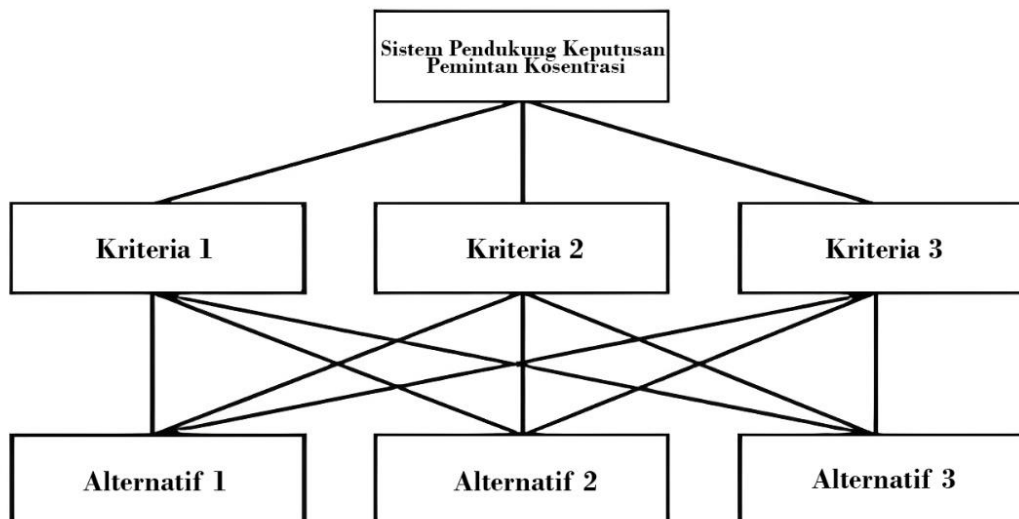 Sistem Pendukung Keputusan
Pemintan Kosentrasi
Kriteria 1
Kriteria 2
Kriteria 3
Alternatif 1
Alternatif 2
Alternatif 3